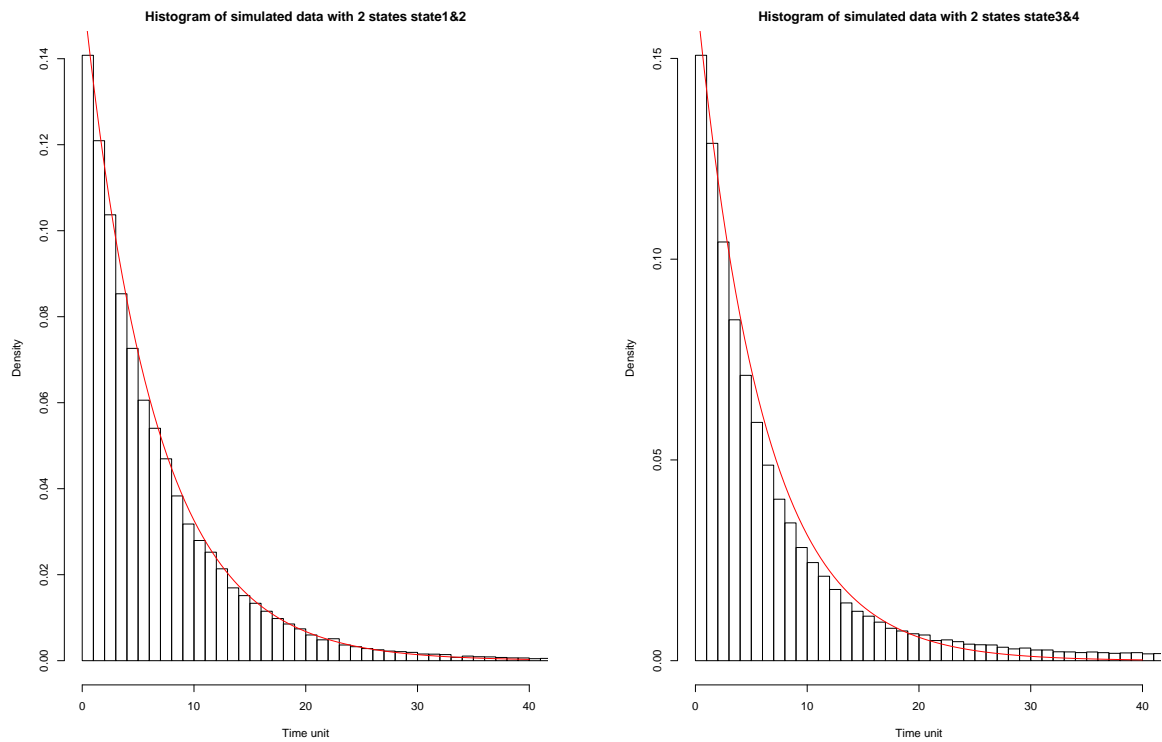 Histogram of simulated data with 2 states state1&2
0.14
0.12
0.10
0.08
0.06
0.04
0.02
0.00
Density
0 10 20 30 40
Time unit
Histogram of simulated data with 2 states state3&4
0.15
0.10
0.05
0.00
Density
0 10 20 30 40
Time unit